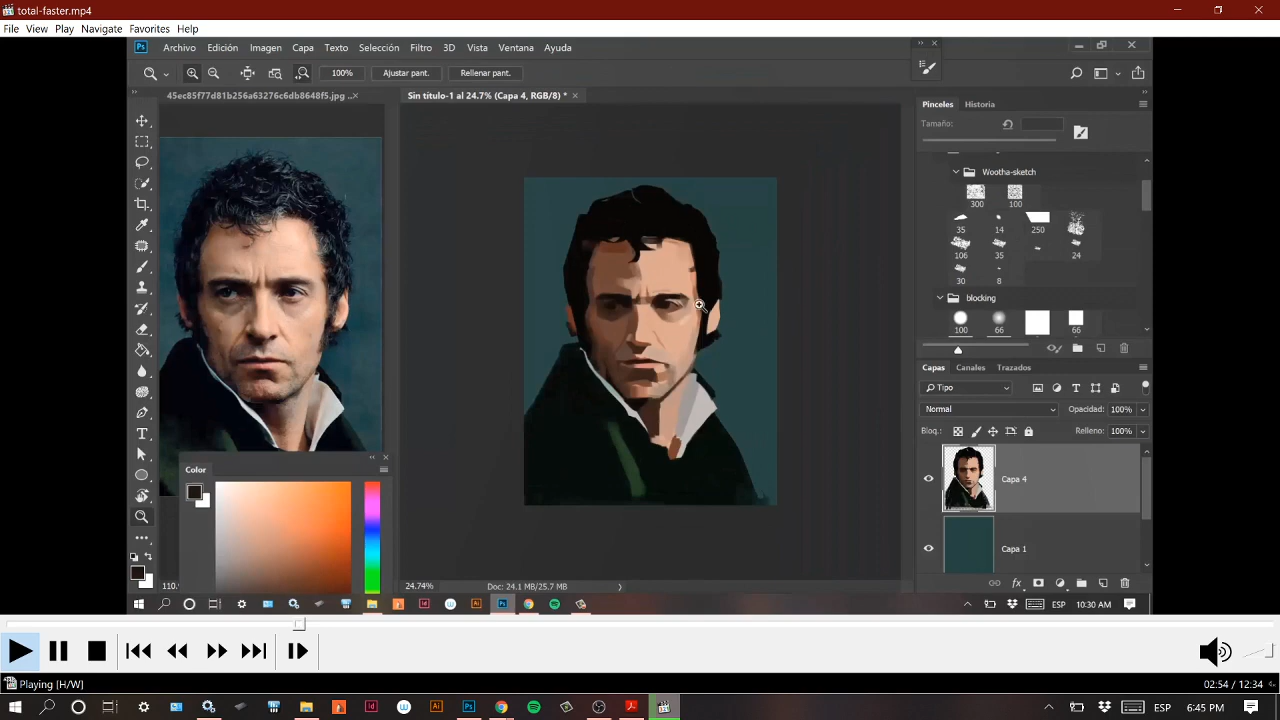 total-faster.mp4
File View Play Navigate Favorites Help
Ps Archivo Edición Imagen Capa Texto Selección Filtro 3D Vista Ventana Ayuda
100% Ajustar pant. Rellenar pant.
45ec85f77d81b256a63276c6db8648f5.jpg ...
Sin título-1 al 24.7% (Capa 4, RGB/8) *
Pinceles Historia
Tamaño:
Wootha-sketch
300 100
35 14 250
106 35 24
30 8
blocking
100 66 66
Capas Canales Trazados
Tipo
Normal Opacidad: 100%
Bloq.: Relleno: 100%
Capa 4
Capa 1
Color
110.
24.74% Doc: 24.1 MB/25.7 MB
ESP 10:30 AM
Playing [H/W]
02:54 / 12:34
ESP 6:45 PM